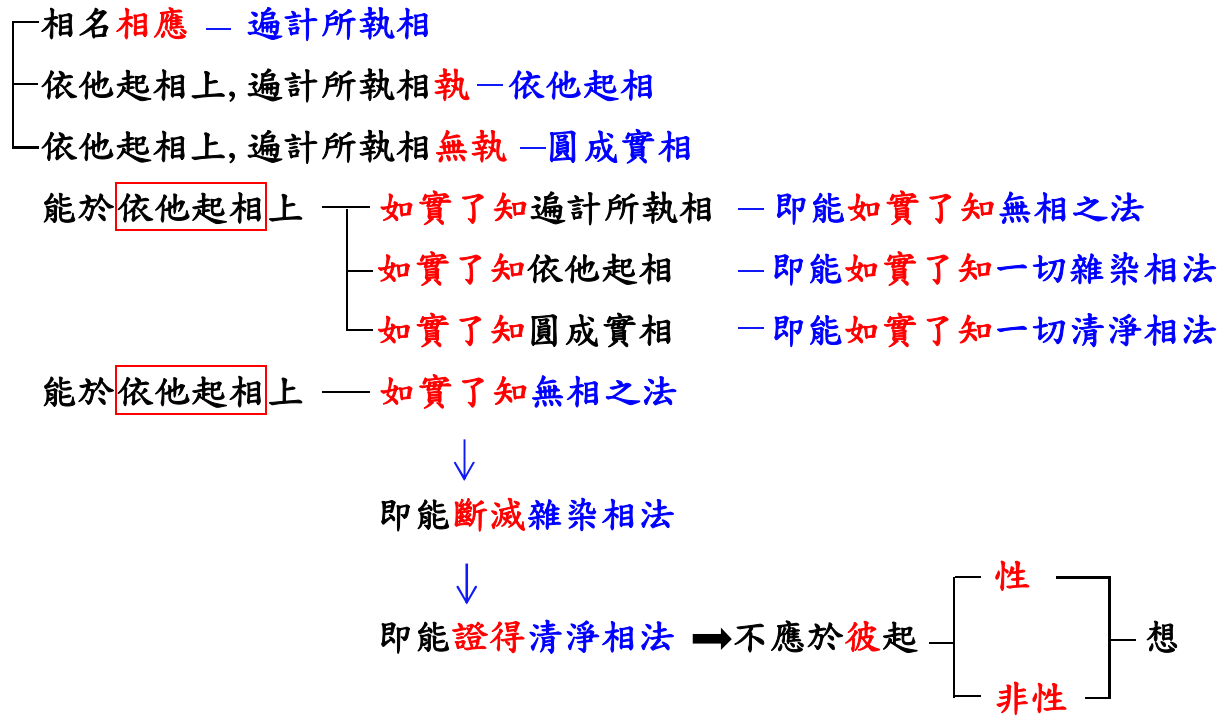 相名相應 － 遍計所執相
依他起相上，遍計所執相執－依他起相
依他起相上，遍計所執相無執－圓成實相
能於依他起相上 如實了知遍計所執相 －即能如實了知無相之法
如實了知依他起相 －即能如實了知一切雜染相法
如實了知圓成實相 －即能如實了知一切清淨相法
能於依他起相上 如實了知無相之法
↓
即能斷滅雜染相法
↓
性
即能證得清淨相法 ➡不應於彼起 想
非性